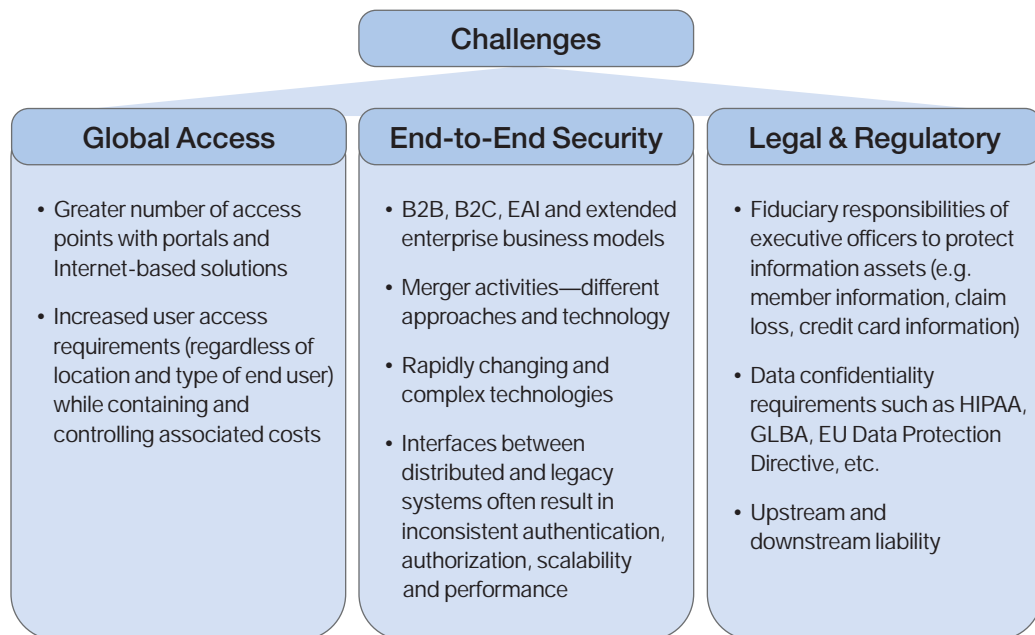 Challenges
Global Access
• Greater number of access
points with portals and
Internet-based solutions
• Increased user access
requirements (regardless of
location and type of end user)
while containing and
controlling associated costs
End-to-End Security
• B2B, B2C, EAI and extended
enterprise business models
• Merger activities—different
approaches and technology
• Rapidly changing and
complex technologies
• Interfaces between
distributed and legacy
systems often result in
inconsistent authentication,
authorization, scalability
and performance
Legal & Regulatory
• Fiduciary responsibilities of
executive officers to protect
information assets (e.g.
member information, claim
loss, credit card information)
• Data confidentiality
requirements such as HIPAA,
GLBA, EU Data Protection
Directive, etc.
• Upstream and
downstream liability